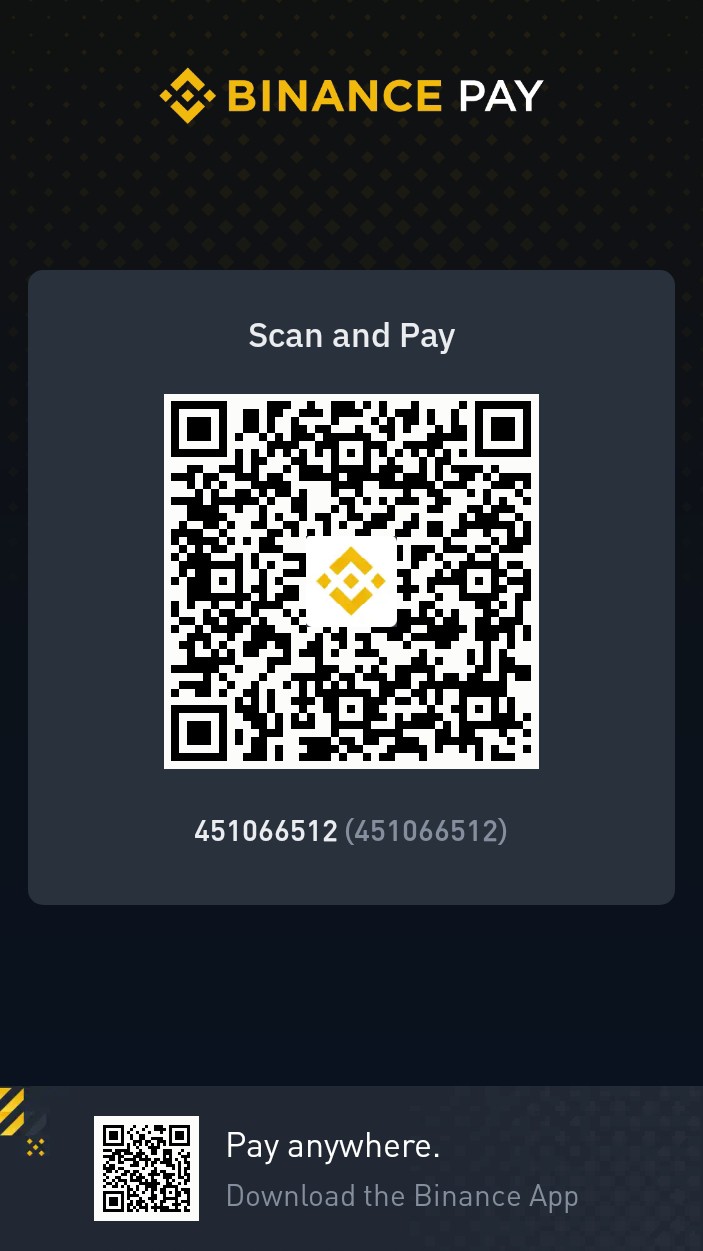 BINANCE PAY
Scan and Pay
451066512 (451066512)
Pay anywhere.
Download the Binance App